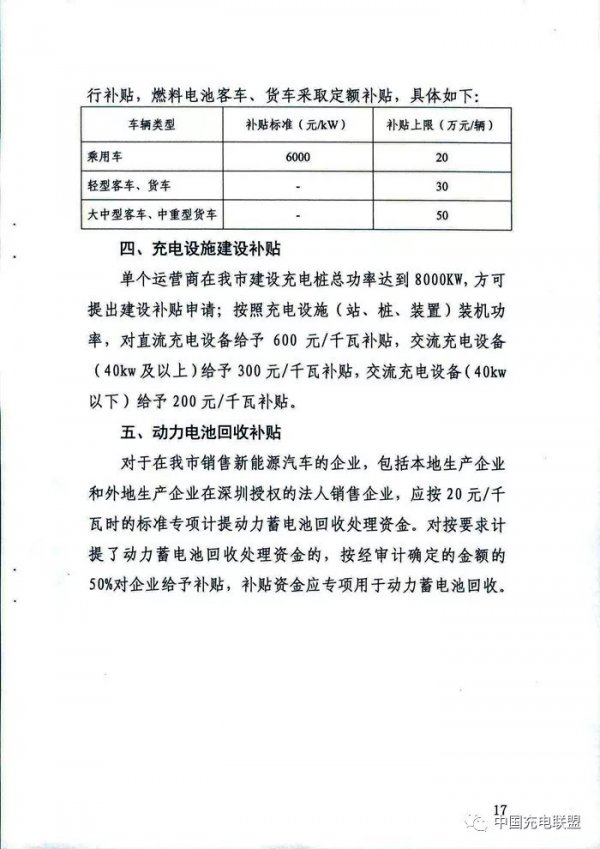 行补贴，燃料电池客车、货车采取定额补贴，具体如下：
车辆类型 补贴标准（元/kW） 补贴上限（万元/辆）
乘用车 6000 20
轻型客车、货车 - 30
大中型客车、中重型货车 - 50
四、充电设施建设补贴
单个运营商在我市建设充电桩总功率达到8000KW，方可
提出建设补贴申请；按照充电设施（站、桩、装置）装机功
率，对直流充电设备给予 600 元/千瓦补贴，交流充电设备
（40kw 及以上）给予 300 元/千瓦补贴，交流充电设备（40kw
以下）给予 200 元/千瓦补贴。
五、动力电池回收补贴
对于在我市销售新能源汽车的企业，包括本地生产企业
和外地生产企业在深圳授权的法人销售企业，应按 20 元/千
瓦时的标准专项计提动力蓄电池回收处理资金。对按要求计
提了动力蓄电池回收处理资金的，按经审计确定的金额的
50%对企业给予补贴，补贴资金应专项用于动力蓄电池回收。
17
中国充电联盟